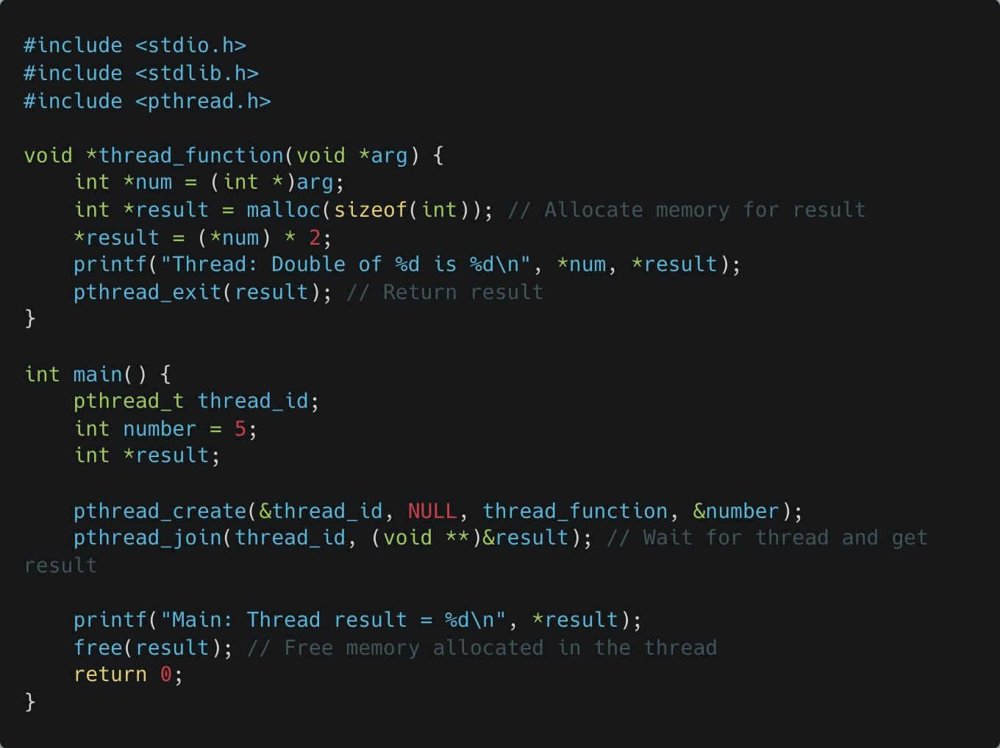 #include <stdio.h>
#include <stdlib.h>
#include <pthread.h>

void *thread_function(void *arg) {
    int *num = (int *)arg;
    int *result = malloc(sizeof(int)); // Allocate memory for result
    *result = (*num) * 2;
    printf("Thread: Double of %d is %d\n", *num, *result);
    pthread_exit(result); // Return result
}

int main() {
    pthread_t thread_id;
    int number = 5;
    int *result;

    pthread_create(&thread_id, NULL, thread_function, &number);
    pthread_join(thread_id, (void **)&result); // Wait for thread and get
result

    printf("Main: Thread result = %d\n", *result);
    free(result); // Free memory allocated in the thread
    return 0;
}